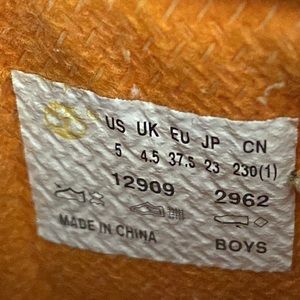 US UK EU JP CN
5 4.5 37.5 23 230(1)
12909 2962
MADE IN CHINA BOYS